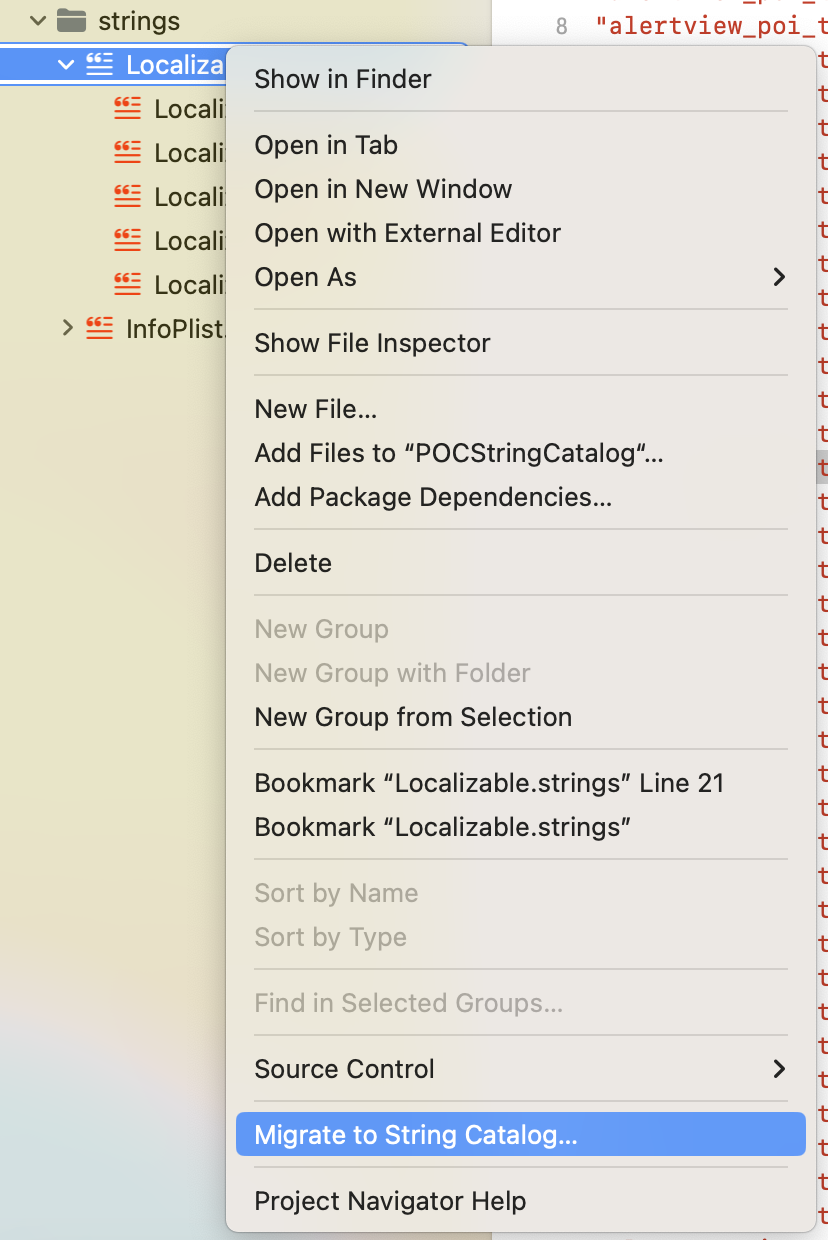 strings
8 "alertview_poi_t
Localiza
Locali
Locali
Locali
Locali
Locali
InfoPlist.
Show in Finder
Open in Tab
Open in New Window
Open with External Editor
Open As
Show File Inspector
New File...
Add Files to “POCStringCatalog“...
Add Package Dependencies...
Delete
New Group
New Group with Folder
New Group from Selection
Bookmark “Localizable.strings” Line 21
Bookmark “Localizable.strings”
Sort by Name
Sort by Type
Find in Selected Groups...
Source Control
Migrate to String Catalog...
Project Navigator Help